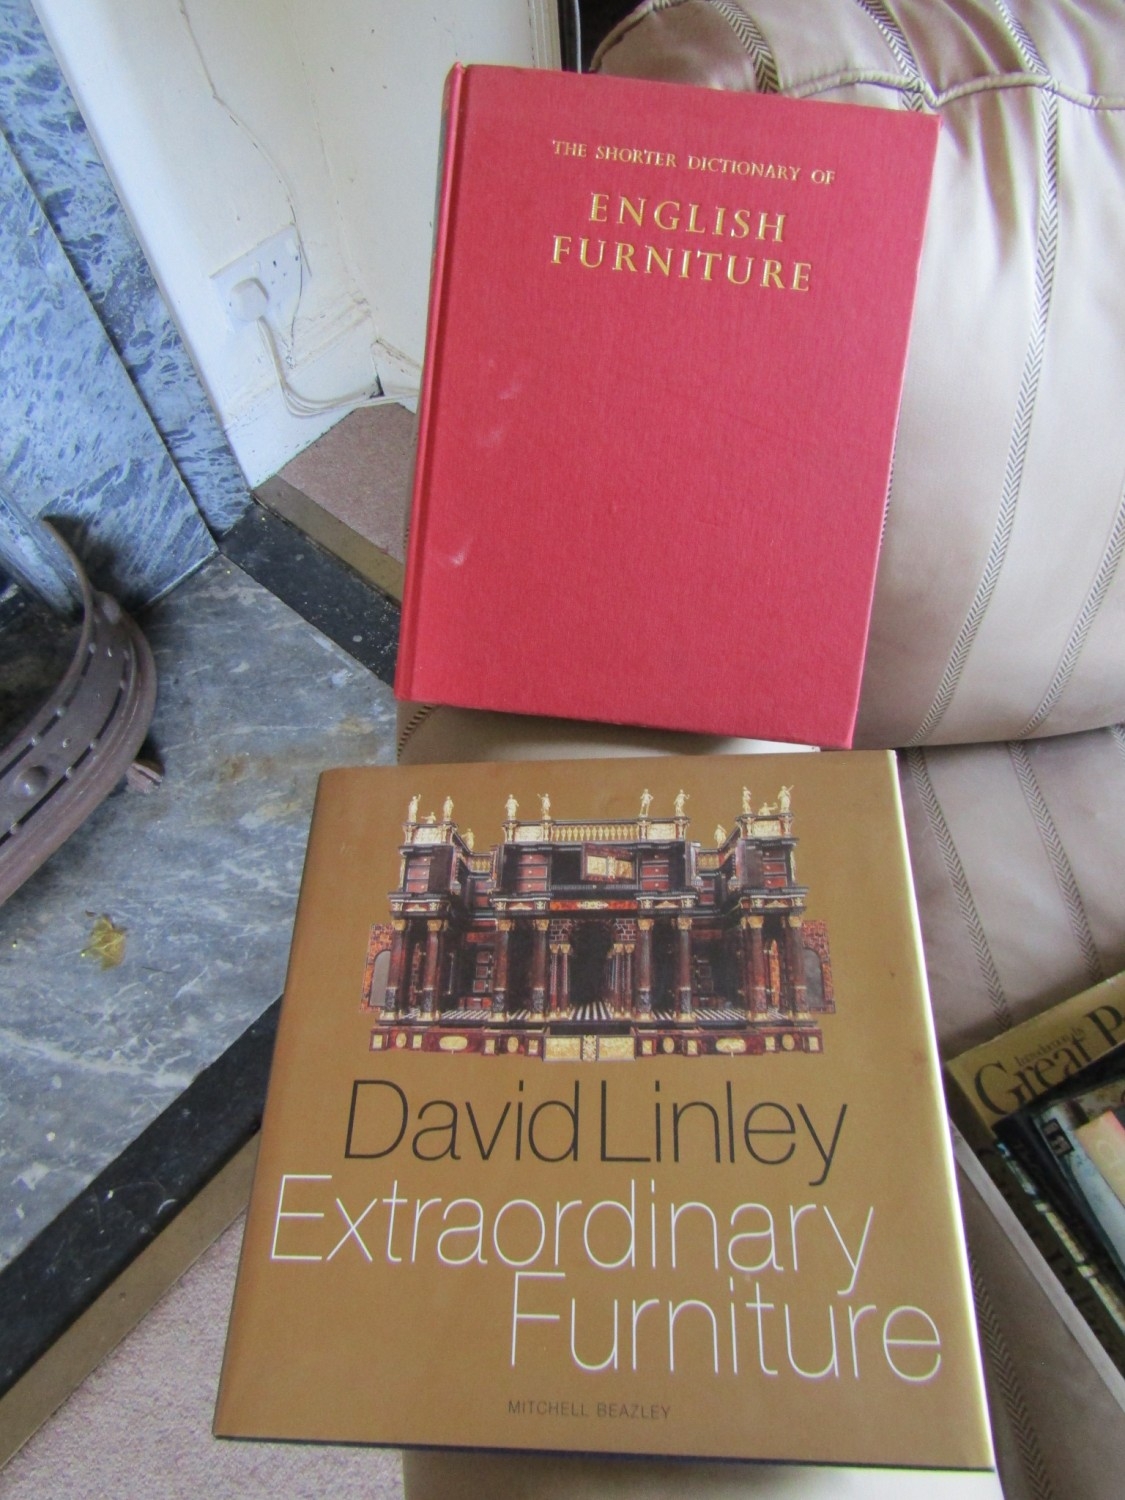 THE SHORTER DICTIONARY OF
ENGLISH
FURNITURE
David Linley
Extraordinary
Furniture
MITCHELL BEAZLEY
Great